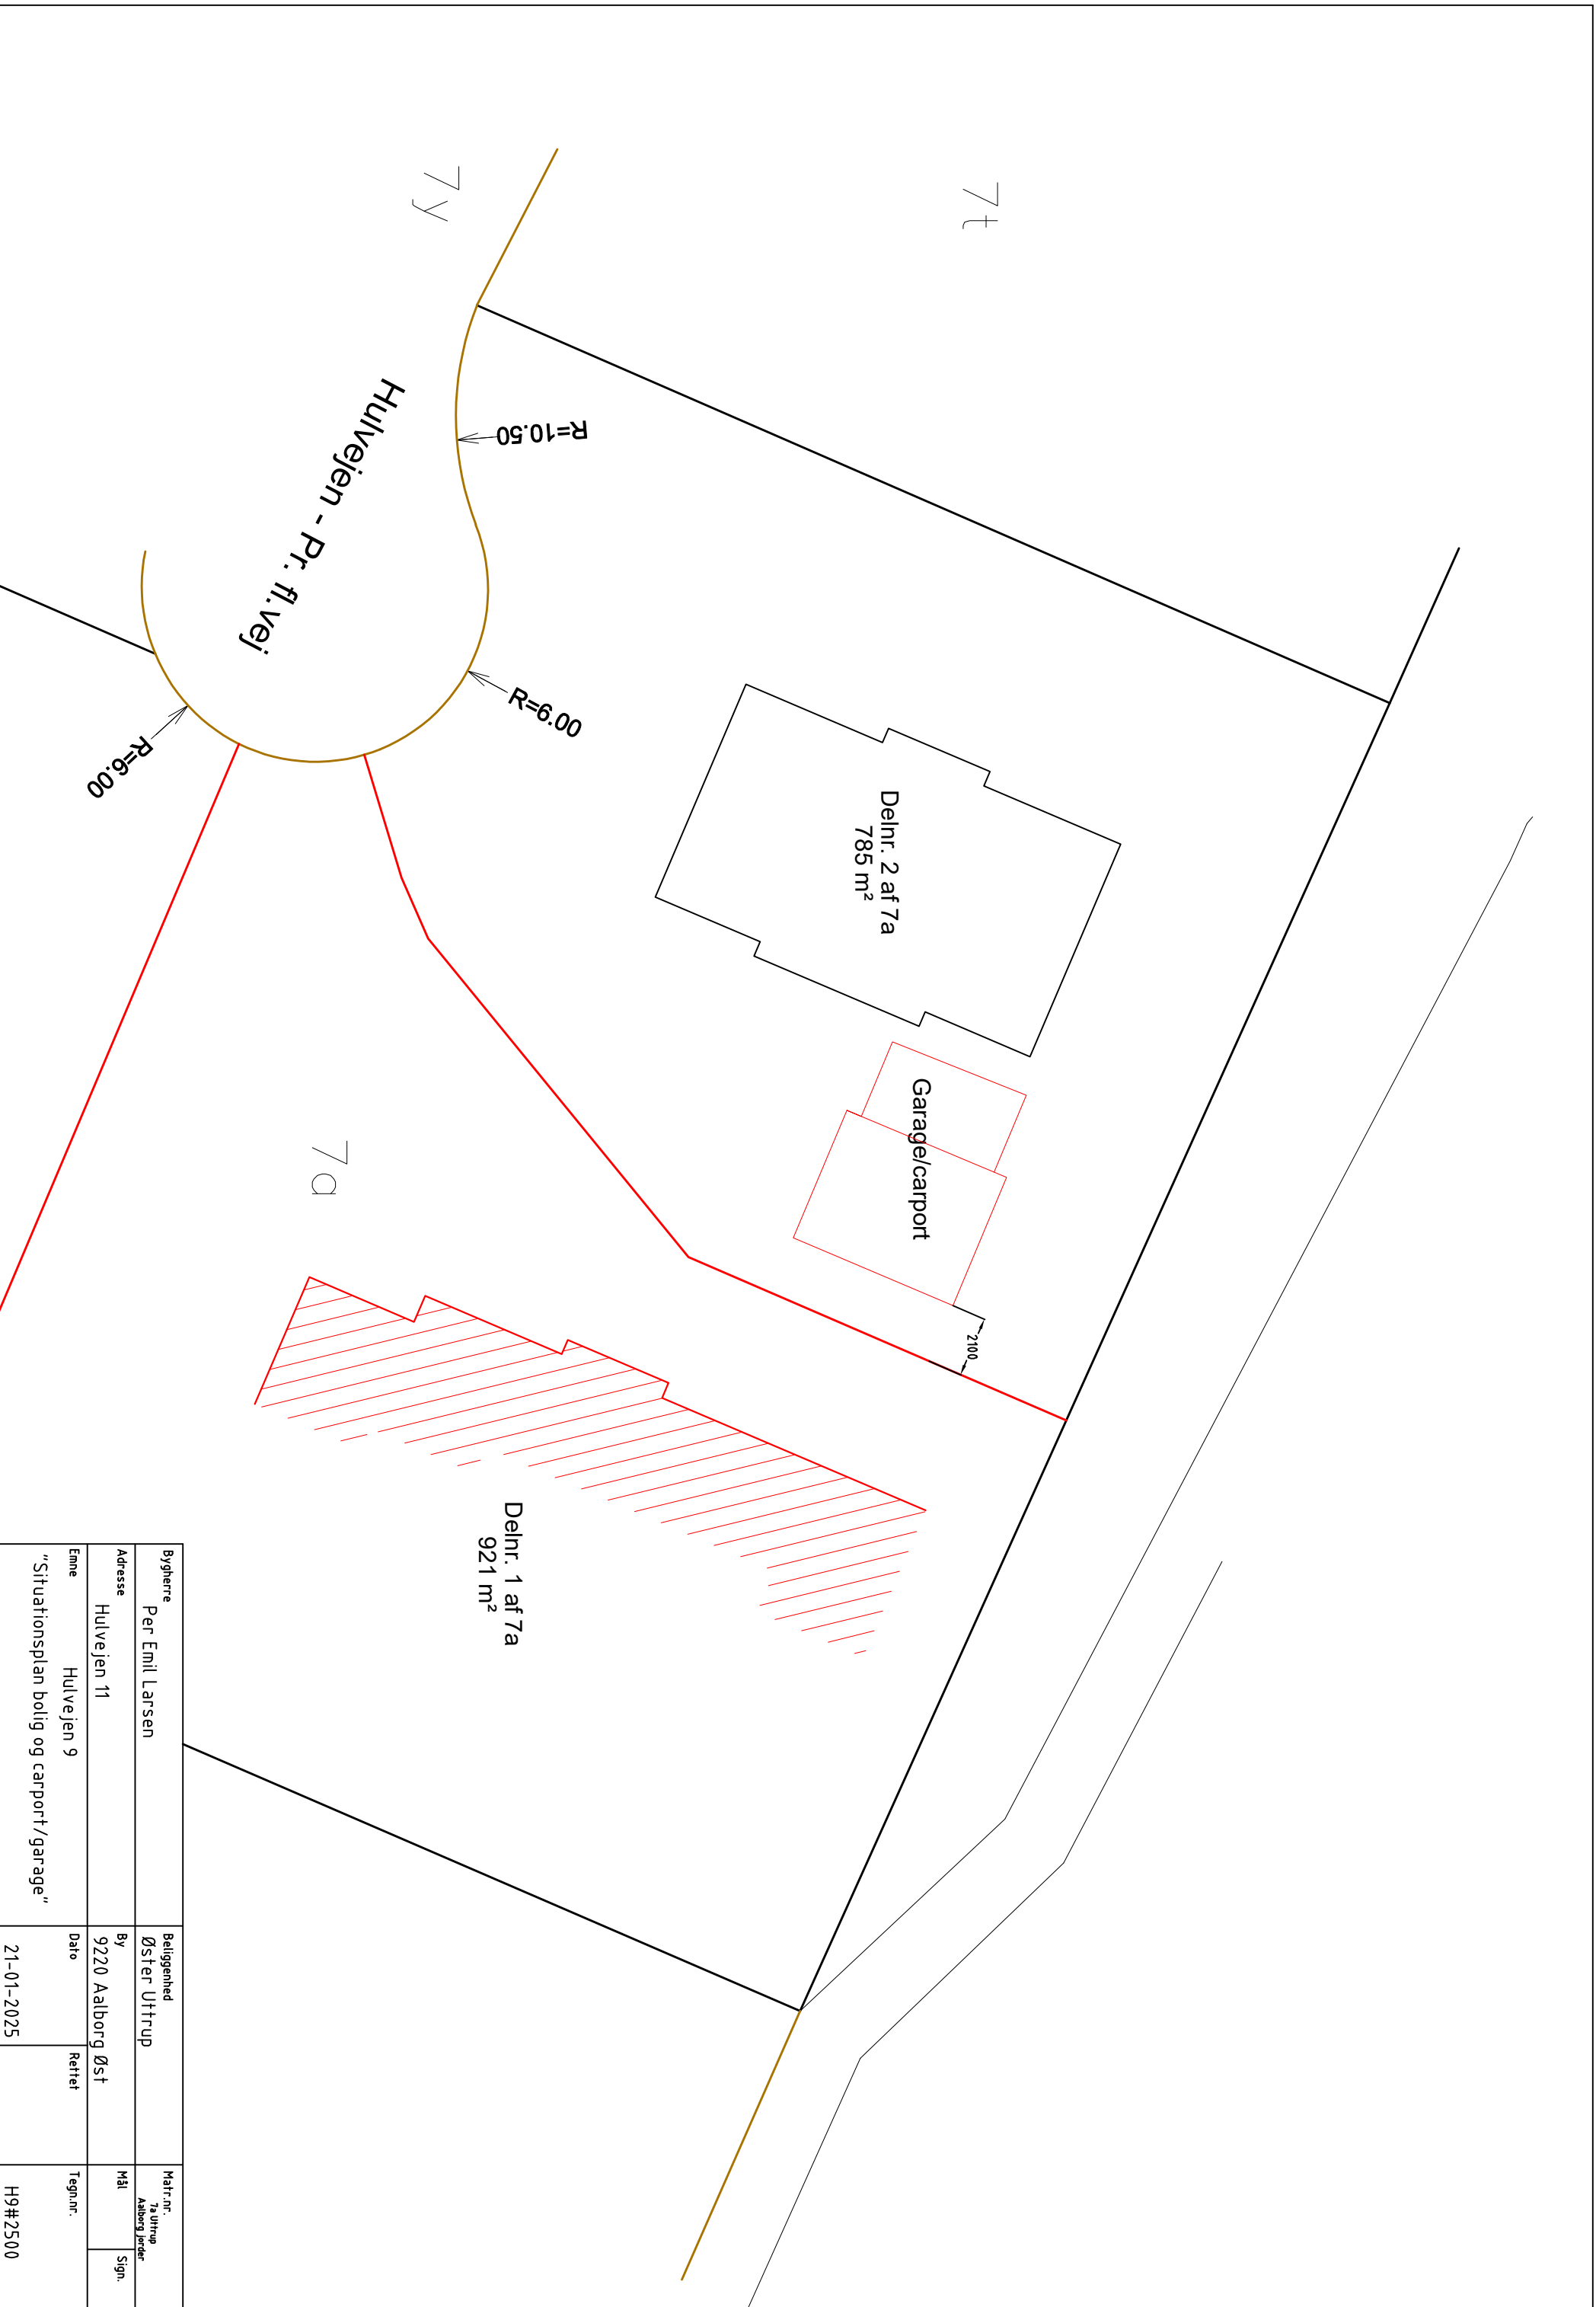 7t
7y
R=10.50
Hulvejen - Pr. fl.vej
R=6.00
R=6.00
Delnr. 2 af 7a
785 m²
Garage/carport
2100
7a
Delnr. 1 af 7a
921 m²
Bygherre
Per Emil Larsen
Beliggenhed
Øster Uttrup
Matr.nr.
7a Uttrup
Aalborg jorder
Adresse
Hulvejen 11
By
9220 Aalborg Øst
Mål
Sign.
Emne
Hulvejen 9
"Situationsplan bolig og carport/garage"
Dato
21-01-2025
Rettet
Tegn.nr.
H9#2500